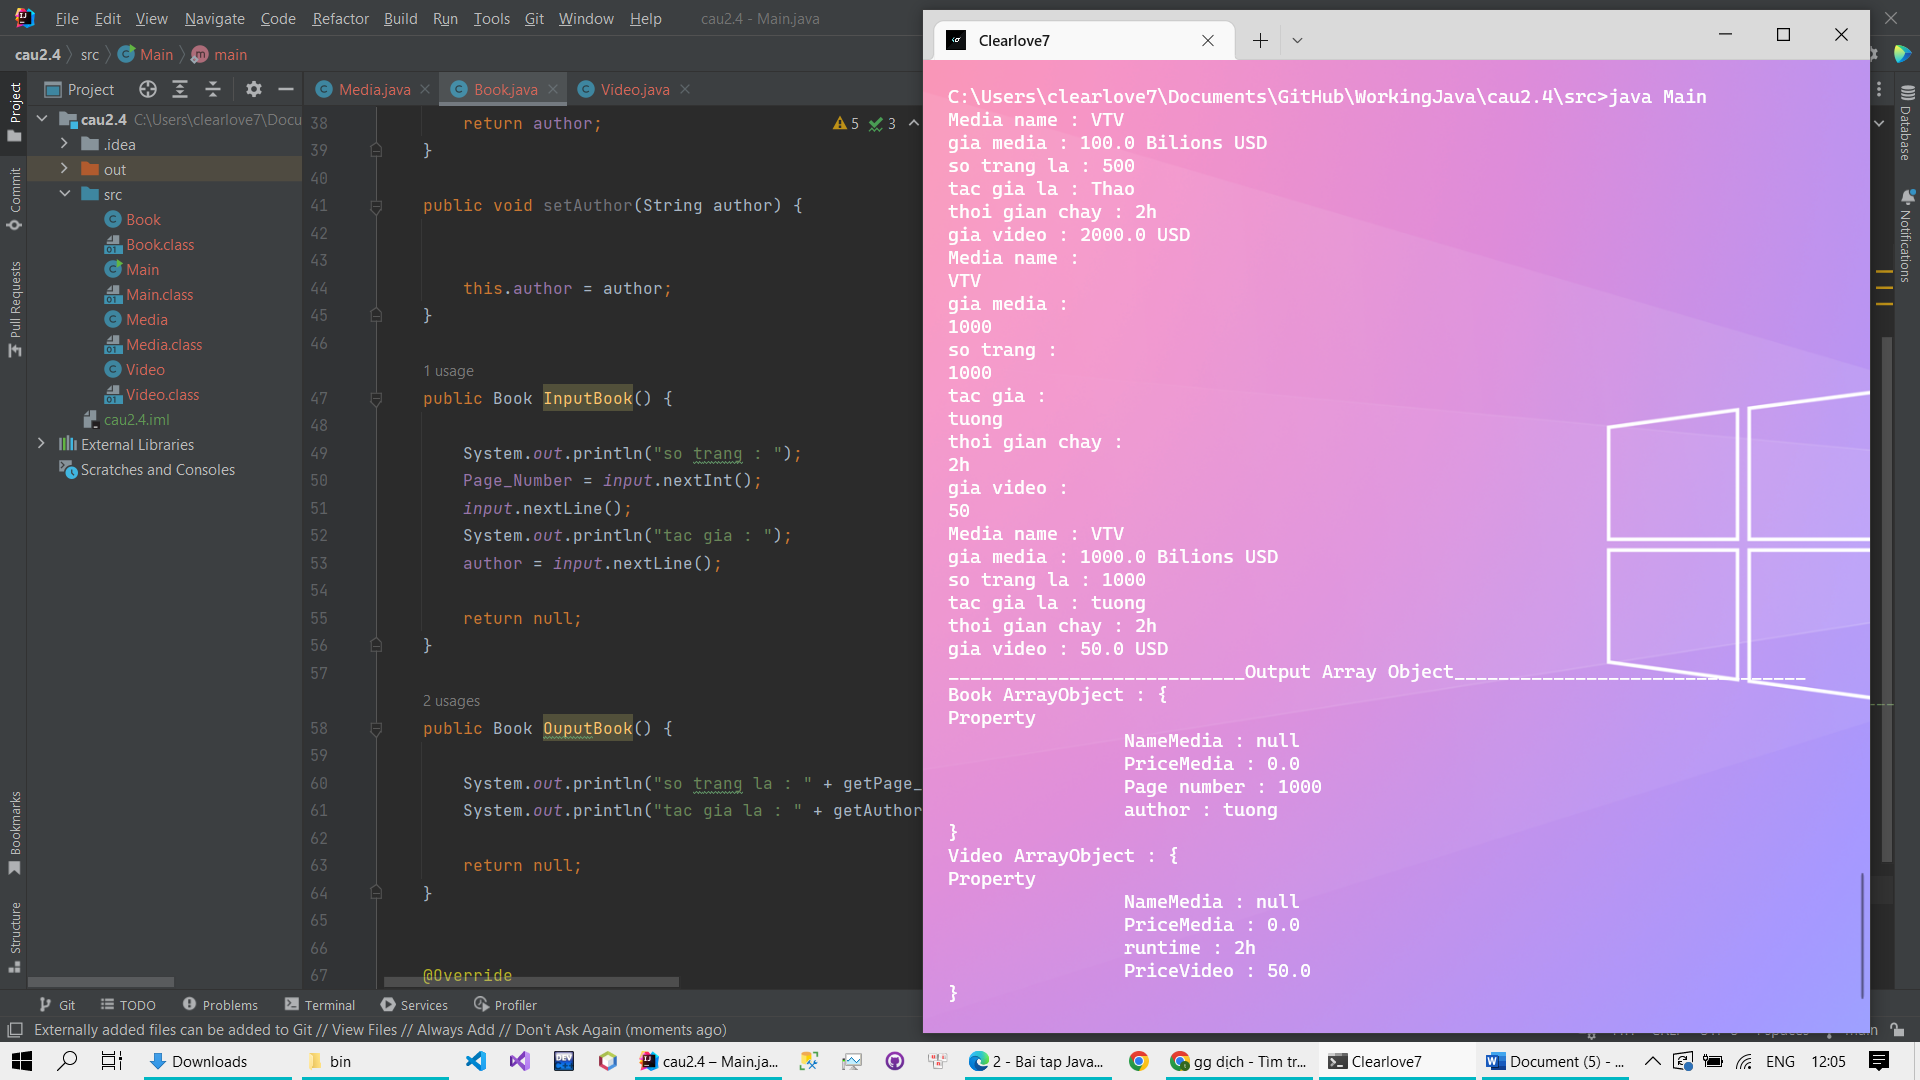 File Edit View Navigate Code Refactor Build Run Tools Git Window Help cau2.4 - Main.java
cau2.4 src Main main
Project
Media.java Book.java Video.java
cau2.4 C:\Users\clearlove7\Docu
.idea
out
src
Book
Book.class
Main
Main.class
Media
Media.class
Video
Video.class
cau2.4.iml
External Libraries
Scratches and Consoles
Project
Commit
Pull Requests
Bookmarks
Structure
5 3
38 return author;
39 }
40
41 public void setAuthor(String author) {
42
43
44 this.author = author;
45 }
46
1 usage
47 public Book InputBook() {
48
49 System.out.println("so trang : ");
50 Page_Number = input.nextInt();
51 input.nextLine();
52 System.out.println("tac gia : ");
53 author = input.nextLine();
54
55 return null;
56 }
57
2 usages
58 public Book OuputBook() {
59
60 System.out.println("so trang la : " + getPage_
61 System.out.println("tac gia la : " + getAuthor
62
63 return null;
64 }
65
66
67 @Override
Clearlove7
C:\Users\clearlove7\Documents\GitHub\WorkingJava\cau2.4\src>java Main
Media name : VTV
gia media : 100.0 Bilions USD
so trang la : 500
tac gia la : Thao
thoi gian chay : 2h
gia video : 2000.0 USD
Media name :
VTV
gia media :
1000
so trang :
1000
tac gia :
tuong
thoi gian chay :
2h
gia video :
50
Media name : VTV
gia media : 1000.0 Bilions USD
so trang la : 1000
tac gia la : tuong
thoi gian chay : 2h
gia video : 50.0 USD
___________________________Output Array Object________________________________
Book ArrayObject : {
Property
NameMedia : null
PriceMedia : 0.0
Page number : 1000
author : tuong
}
Video ArrayObject : {
Property
NameMedia : null
PriceMedia : 0.0
runtime : 2h
PriceVideo : 50.0
}
Database
Notifications
Git TODO Problems Terminal Services Profiler
Externally added files can be added to Git // View Files // Always Add // Don't Ask Again (moments ago)
Downloads bin DEV cau2.4 – Main.ja... 2 - Bai tap Java... gg dịch - Tìm tr... Clearlove7 Document (5) - ... ENG 12:05